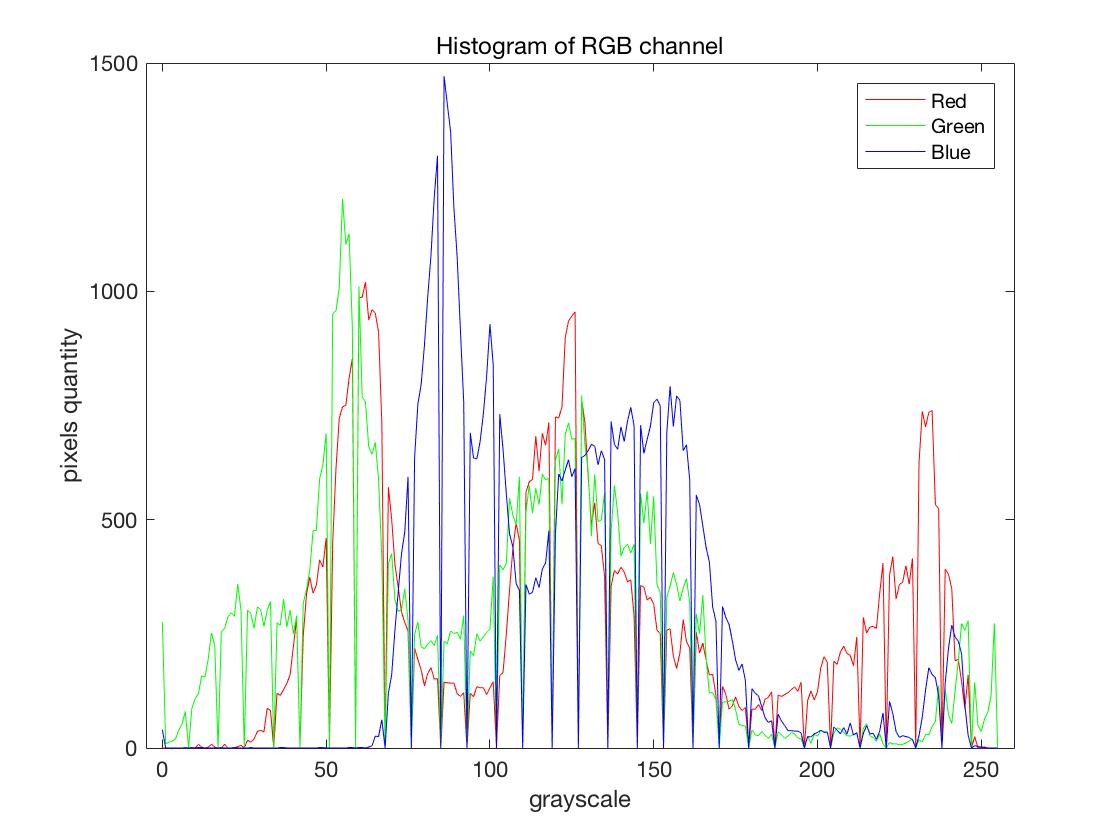 Histogram of RGB channel
1500
1000
500
0
pixels quantity
Red
Green
Blue
0 50 100 150 200 250
grayscale